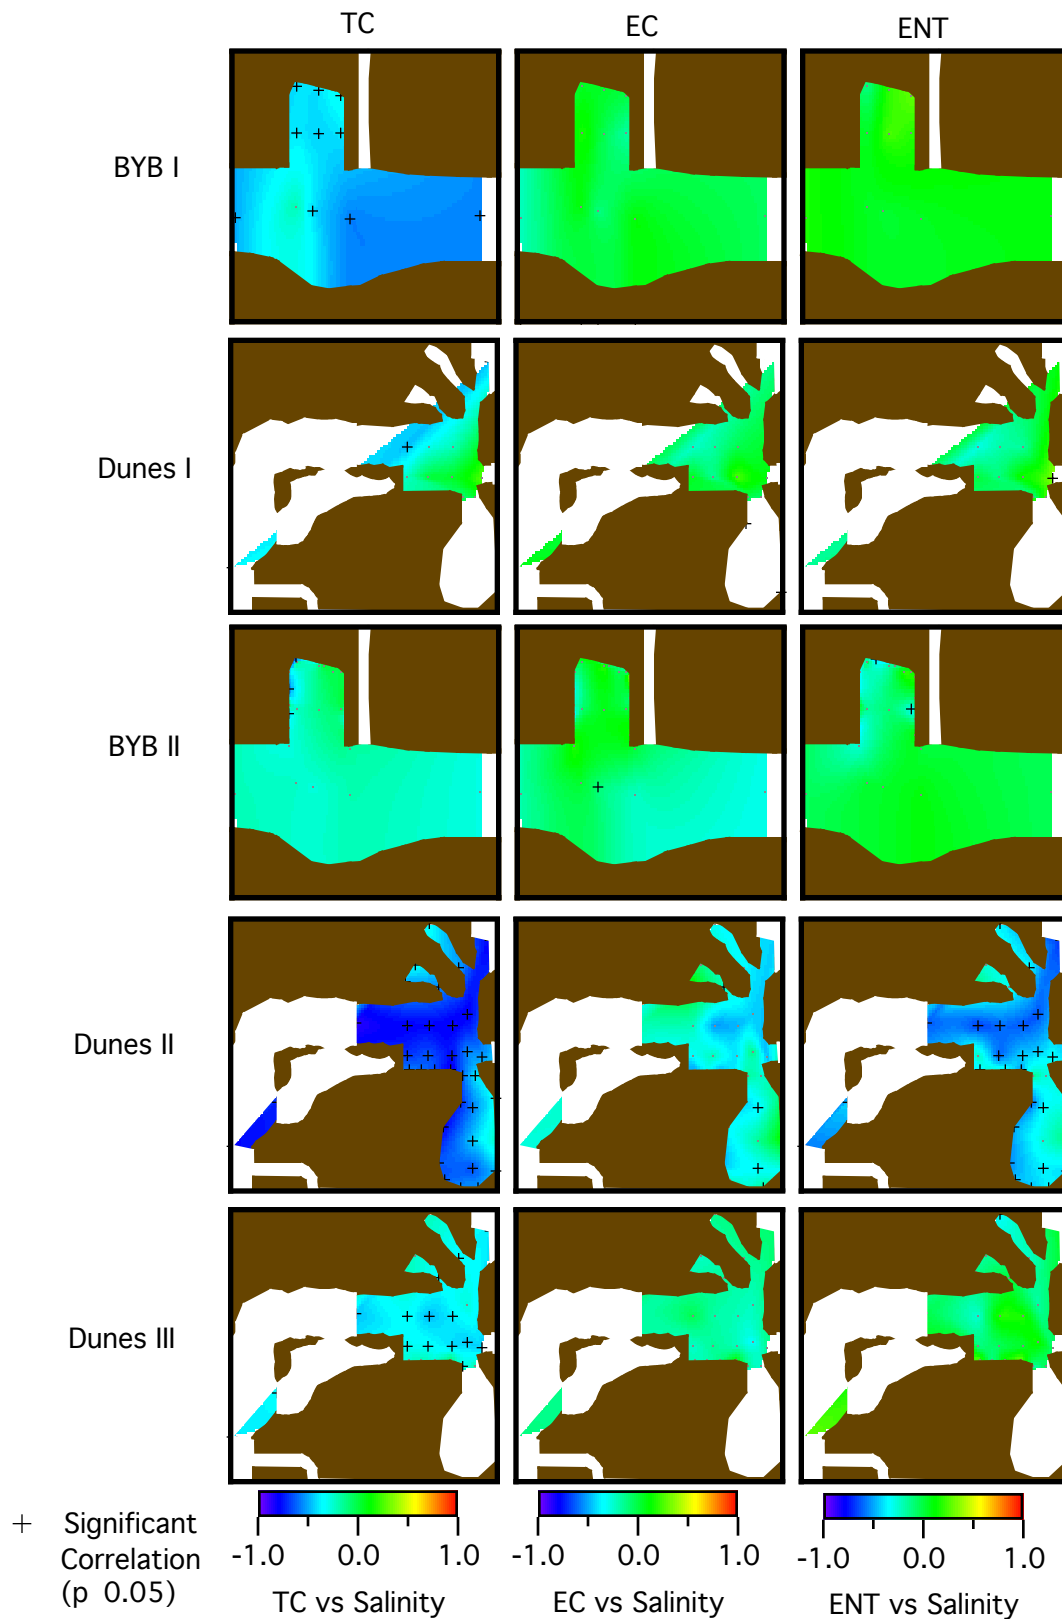 TC EC ENT
BYB I
Dunes I
BYB II
Dunes II
Dunes III
+ Significant
Correlation
(p 0.05)
-1.0 0.0 1.0 -1.0 0.0 1.0 -1.0 0.0 1.0
TC vs Salinity EC vs Salinity ENT vs Salinity